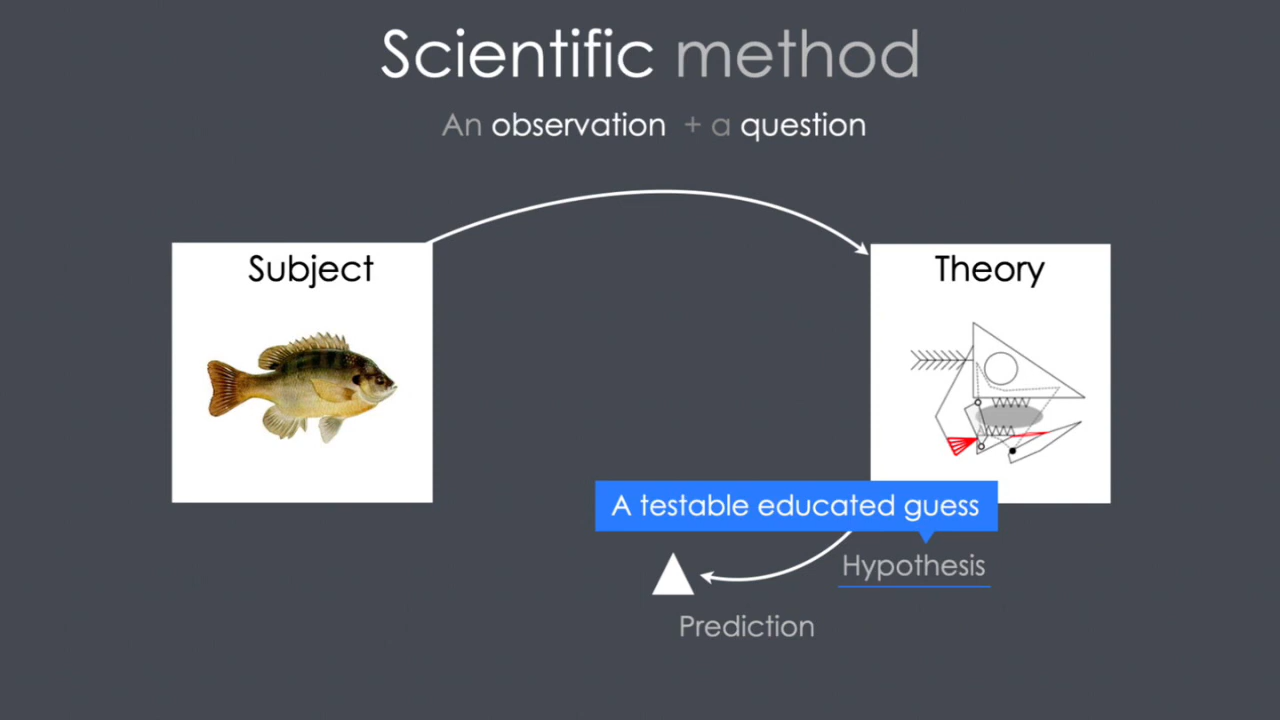 Scientific method
An observation + a question
Subject
Theory
A testable educated guess
Hypothesis
Prediction